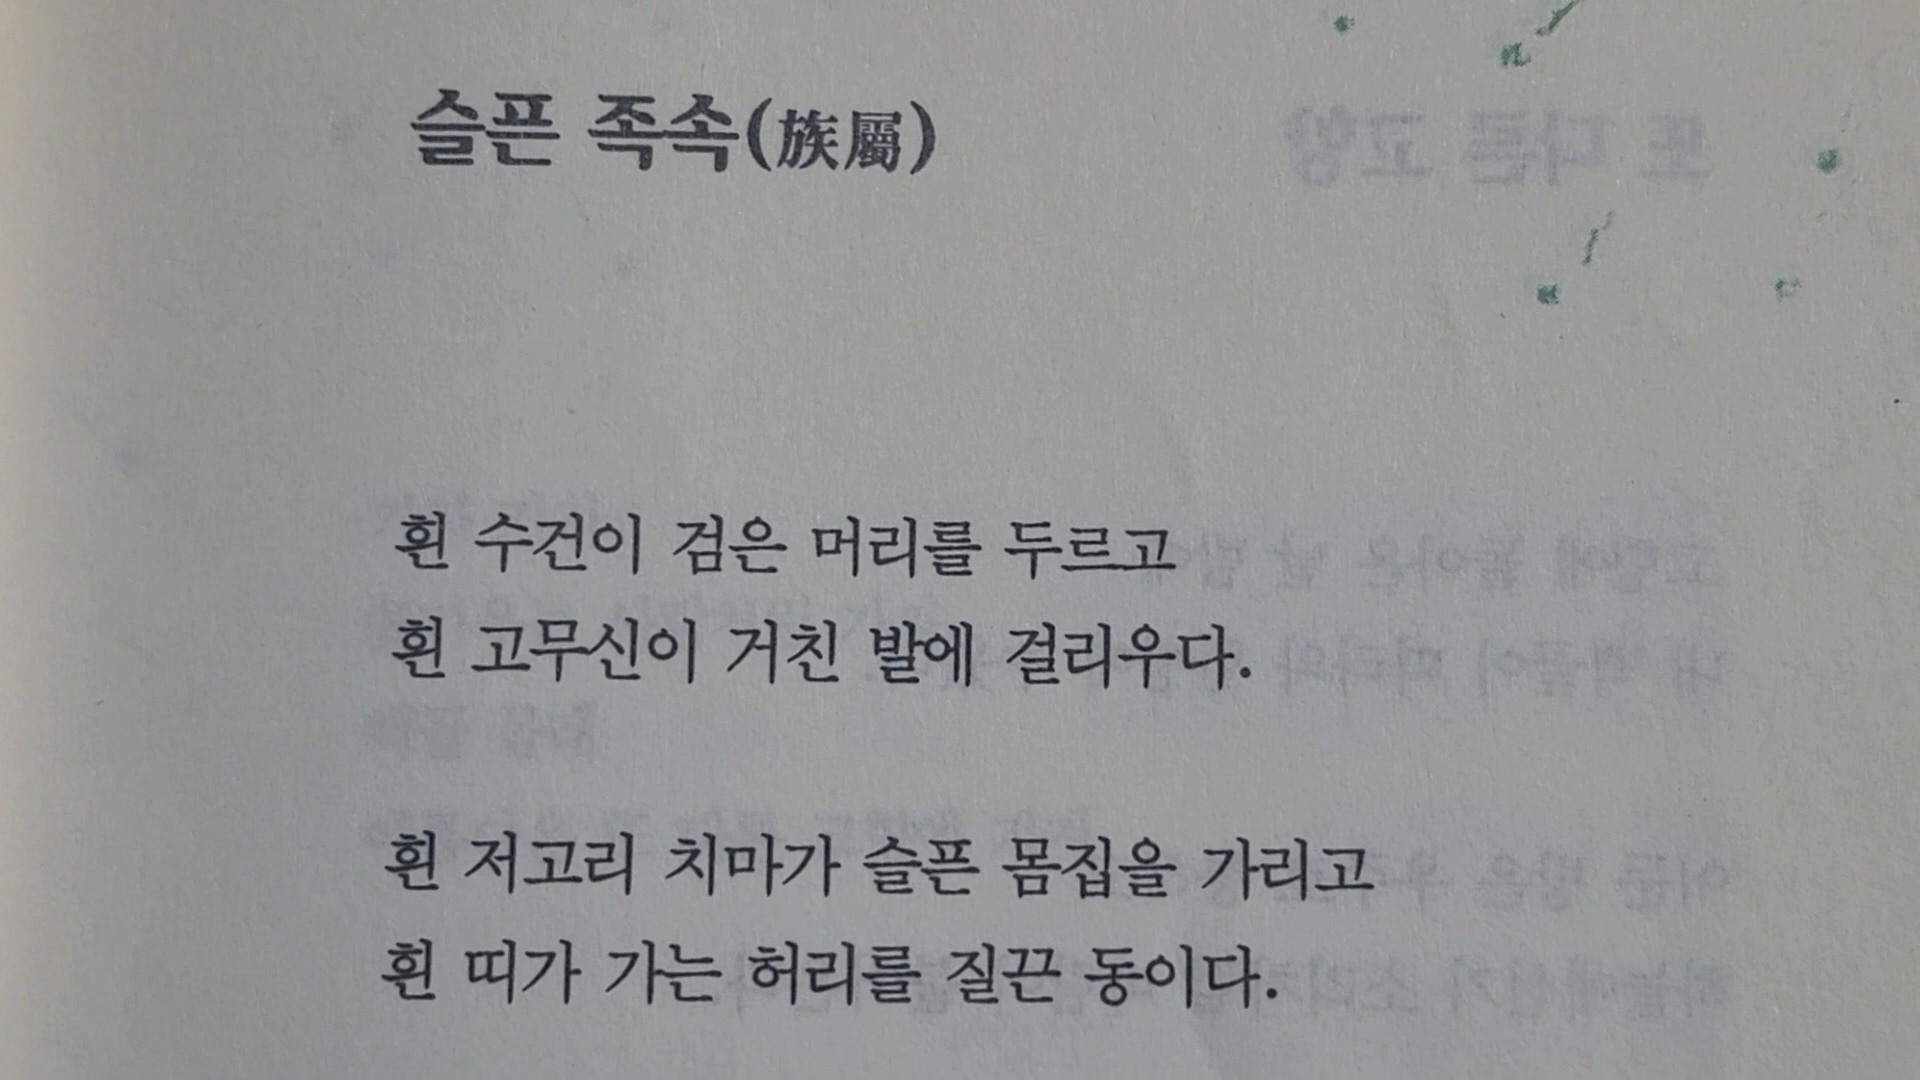 슬픈 족속(族屬)
흰 수건이 검은 머리를 두르고
흰 고무신이 거친 발에 걸리우다.
흰 저고리 치마가 슬픈 몸집을 가리고
흰 띠가 가는 허리를 질끈 동이다.